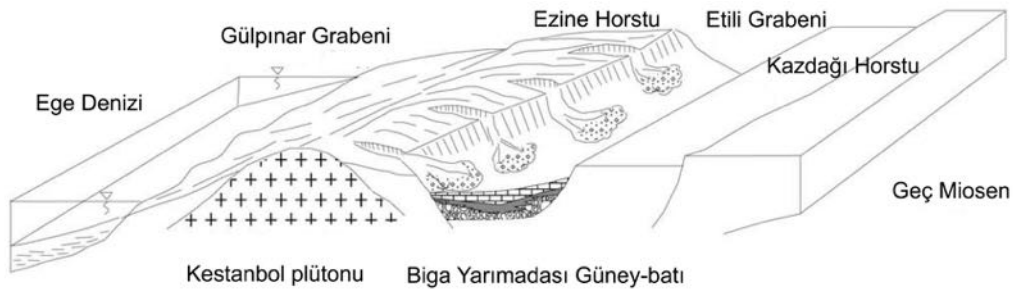 Ezine Horstu
Etili Grabeni
Gülpınar Grabeni
Kazdağı Horstu
Ege Denizi
Geç Miosen
Kestanbol plütonu
Biga Yarımadası Güney-batı